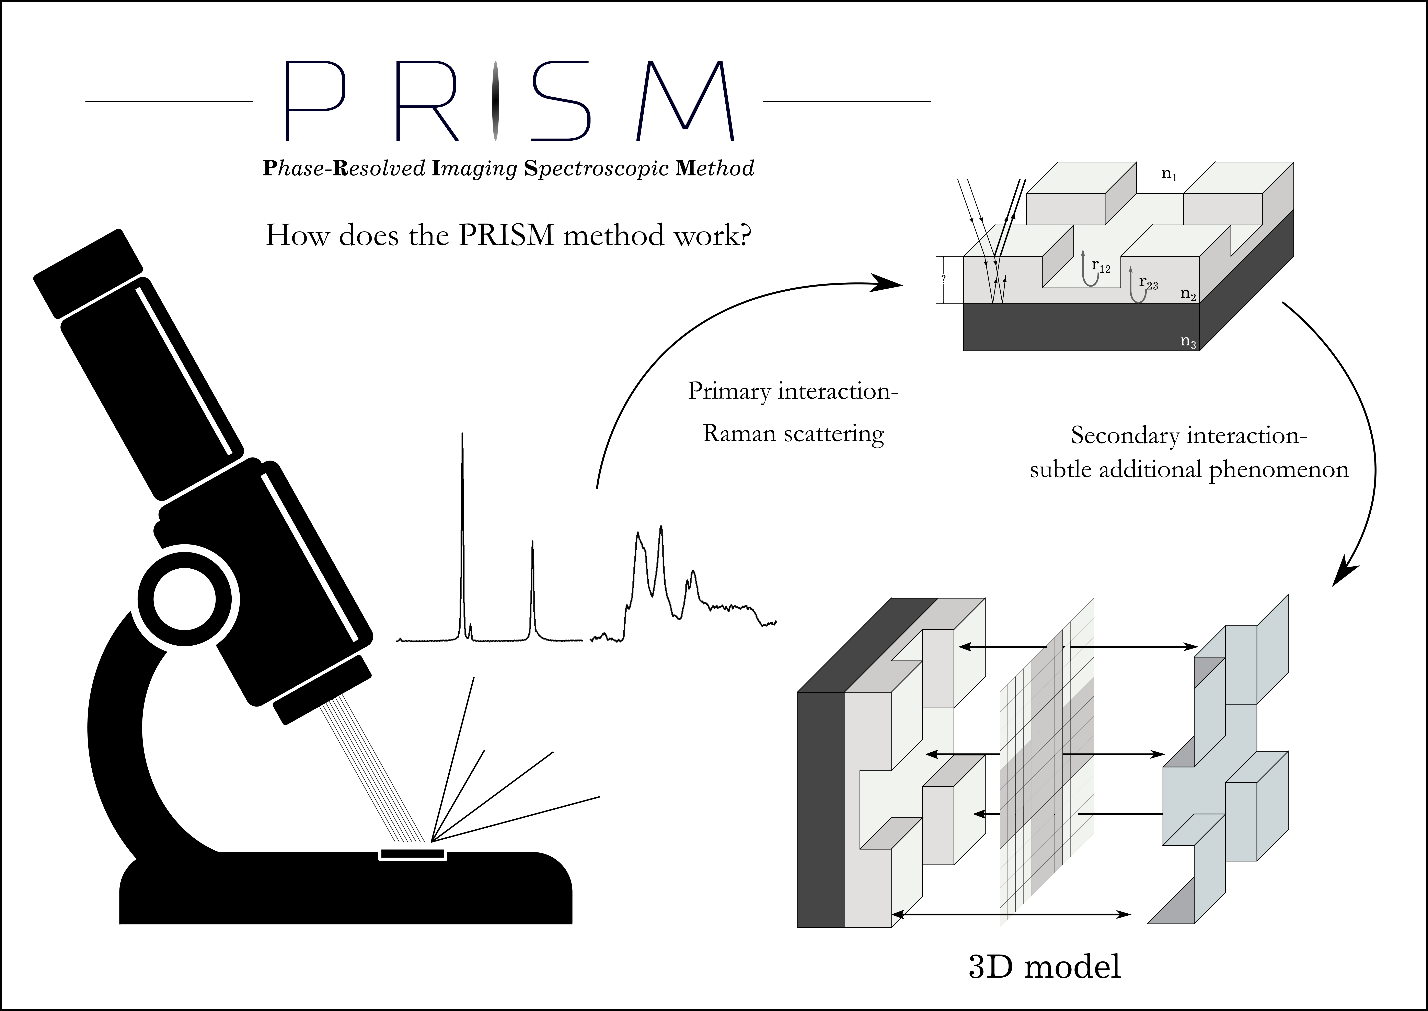 PRISM
Phase-Resolved Imaging Spectroscopic Method
How does the PRISM method work?
n1
r12
?
r23
n2
n3
Primary interaction-
Raman scattering
Secondary interaction-
subtle additional phenomenon
3D model